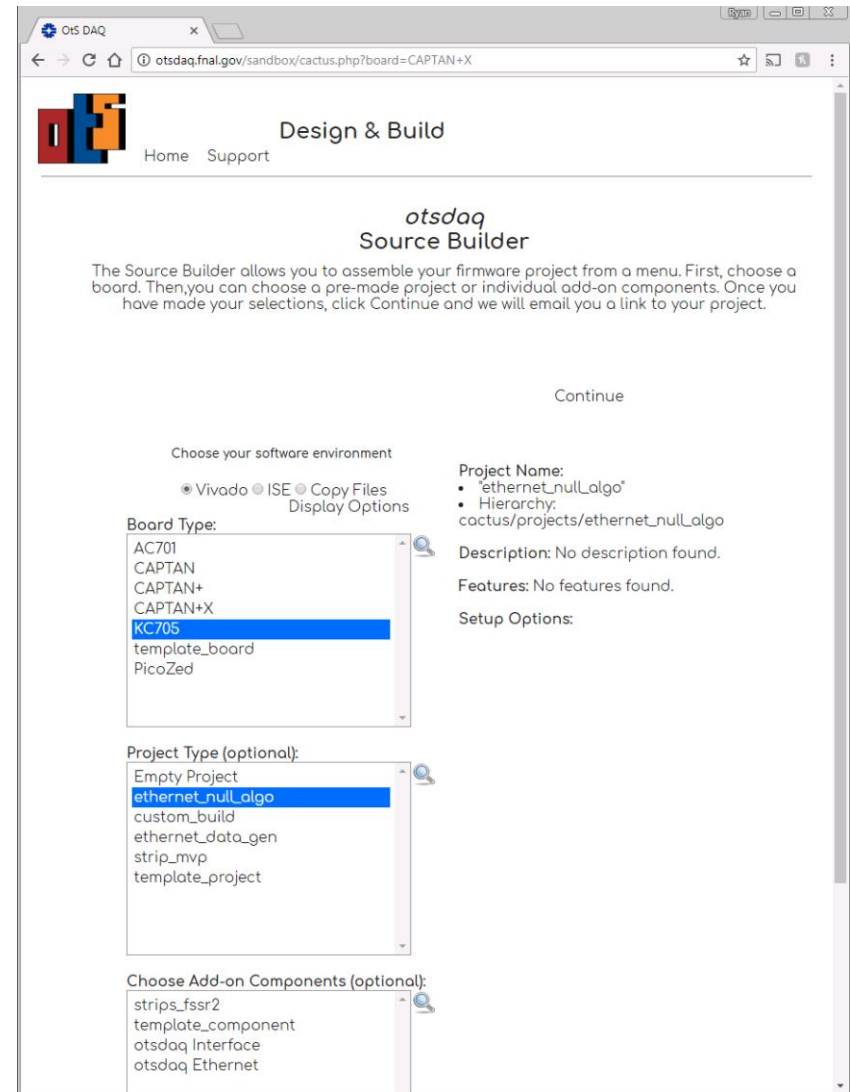 Ryan
OtS DAQ
otsdaq.fnal.gov/sandbox/cactus.php?board=CAPTAN+X
ots
Design & Build
Home Support
otsdaq
Source Builder
The Source Builder allows you to assemble your firmware project from a menu. First, choose a
board. Then,you can choose a pre-made project or individual add-on components. Once you
have made your selections, click Continue and we will email you a link to your project.
Continue
Choose your software environment
Vivado ISE Copy Files
Display Options
Board Type:
AC701
CAPTAN
CAPTAN+
CAPTAN+X
KC705
template_board
PicoZed
Project Type (optional):
Empty Project
ethernet_null_algo
custom_build
ethernet_data_gen
strip_mvp
template_project
Choose Add-on Components (optional):
strips_fssr2
template_component
otsdaq Interface
otsdaq Ethernet
Project Name:
• "ethernet_null_algo"
• Hierarchy:
cactus/projects/ethernet_null_algo
Description: No description found.
Features: No features found.
Setup Options: